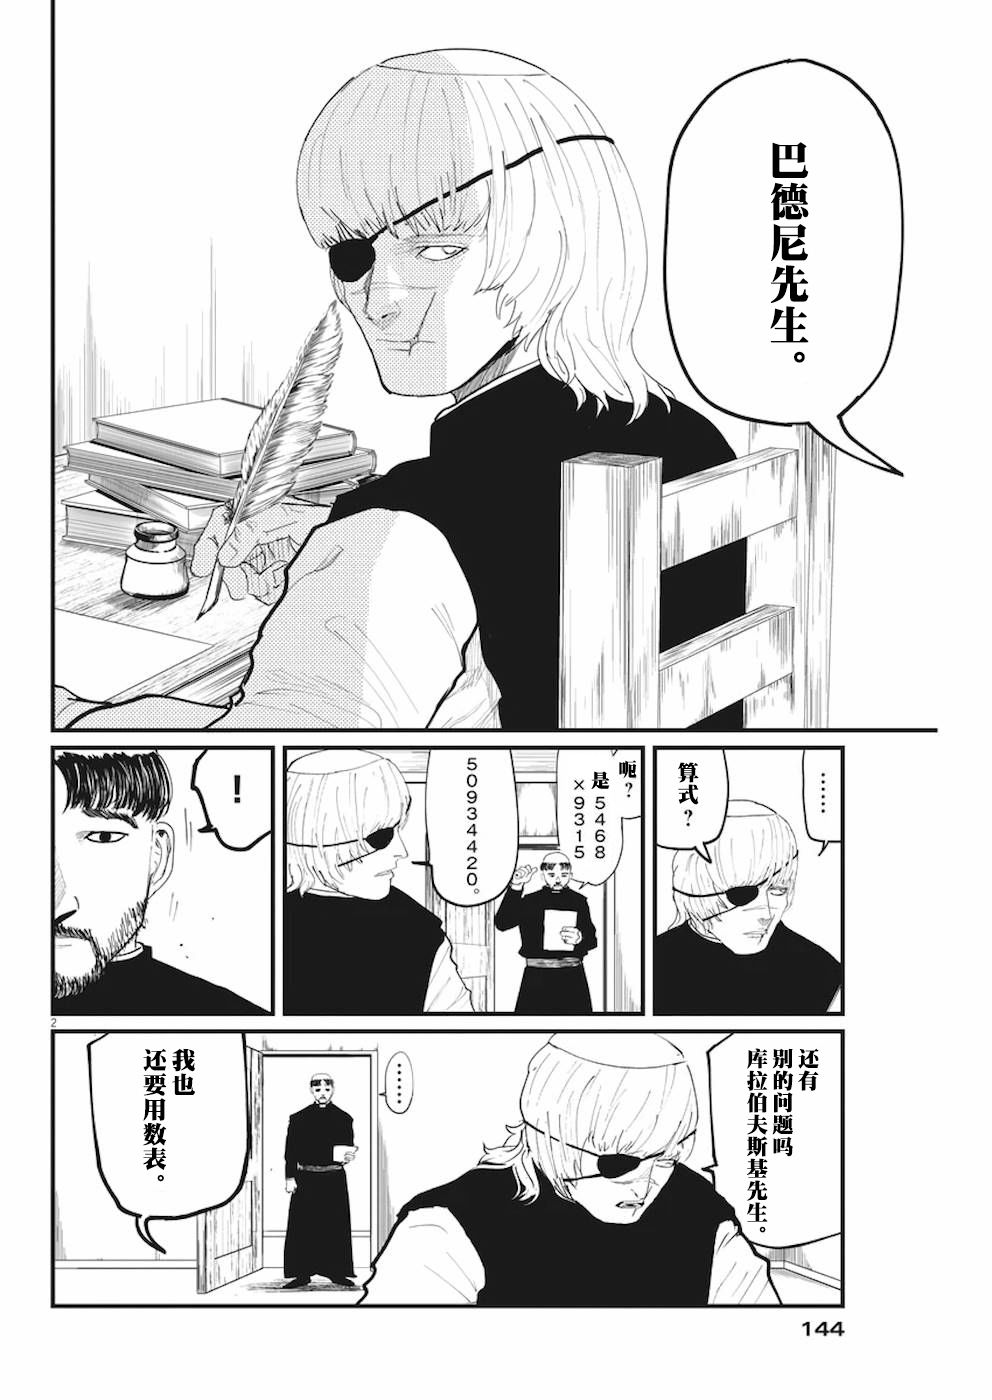 巴德尼先生。
……
算式？
呃？
是5468
×9315
50934420。
！
还有
别的问题吗
库拉伯夫斯基先生。
……
我也
还要用数表。
2
144